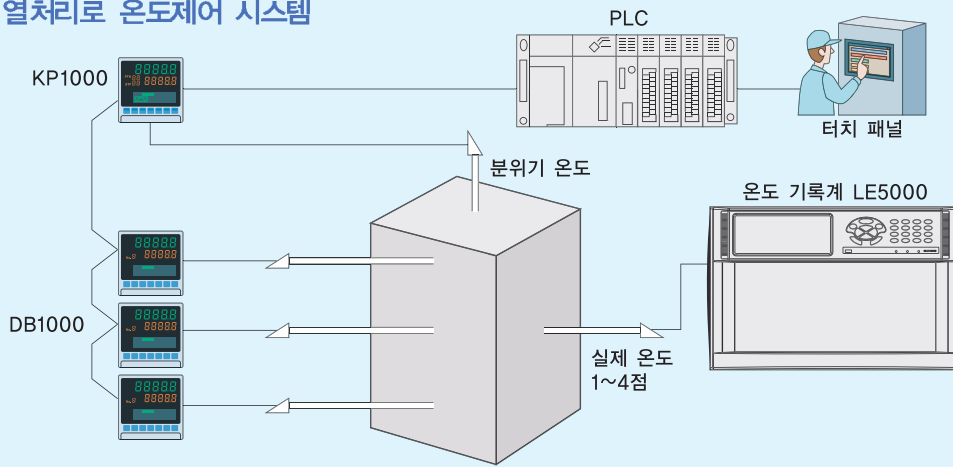 열처리로 온도제어 시스템
PLC
KP1000
터치 패널
분위기 온도
온도 기록계 LE5000
DB1000
실제 온도
1~4점